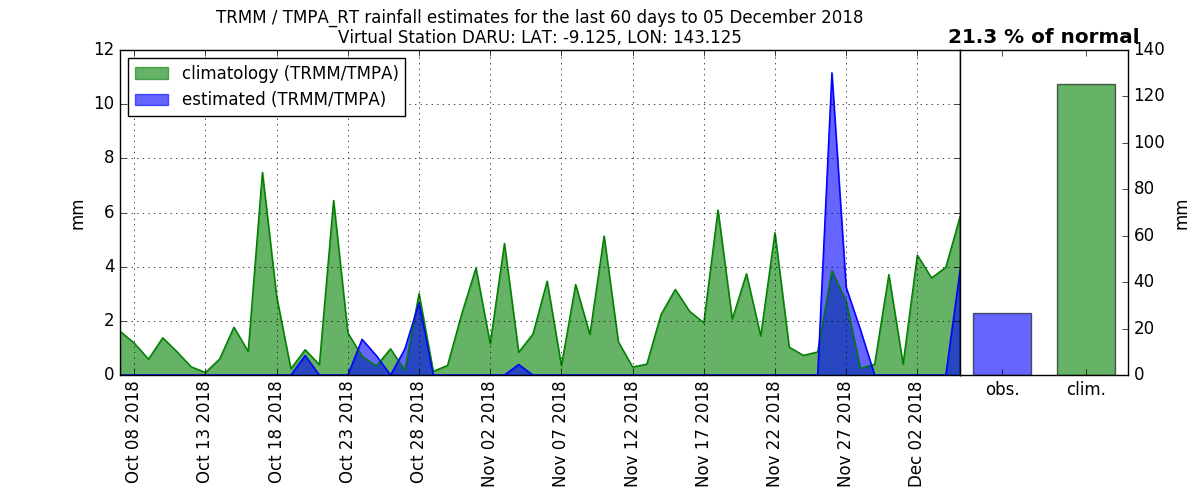 TRMM / TMPA_RT rainfall estimates for the last 60 days to 05 December 2018
Virtual Station DARU: LAT: -9.125, LON: 143.125
21.3 % of normal
climatology (TRMM/TMPA)
estimated (TRMM/TMPA)
12
10
8
6
4
2
0
mm
140
120
100
80
60
40
20
0
mm
Oct 08 2018
Oct 13 2018
Oct 18 2018
Oct 23 2018
Oct 28 2018
Nov 02 2018
Nov 07 2018
Nov 12 2018
Nov 17 2018
Nov 22 2018
Nov 27 2018
Dec 02 2018
obs.
clim.